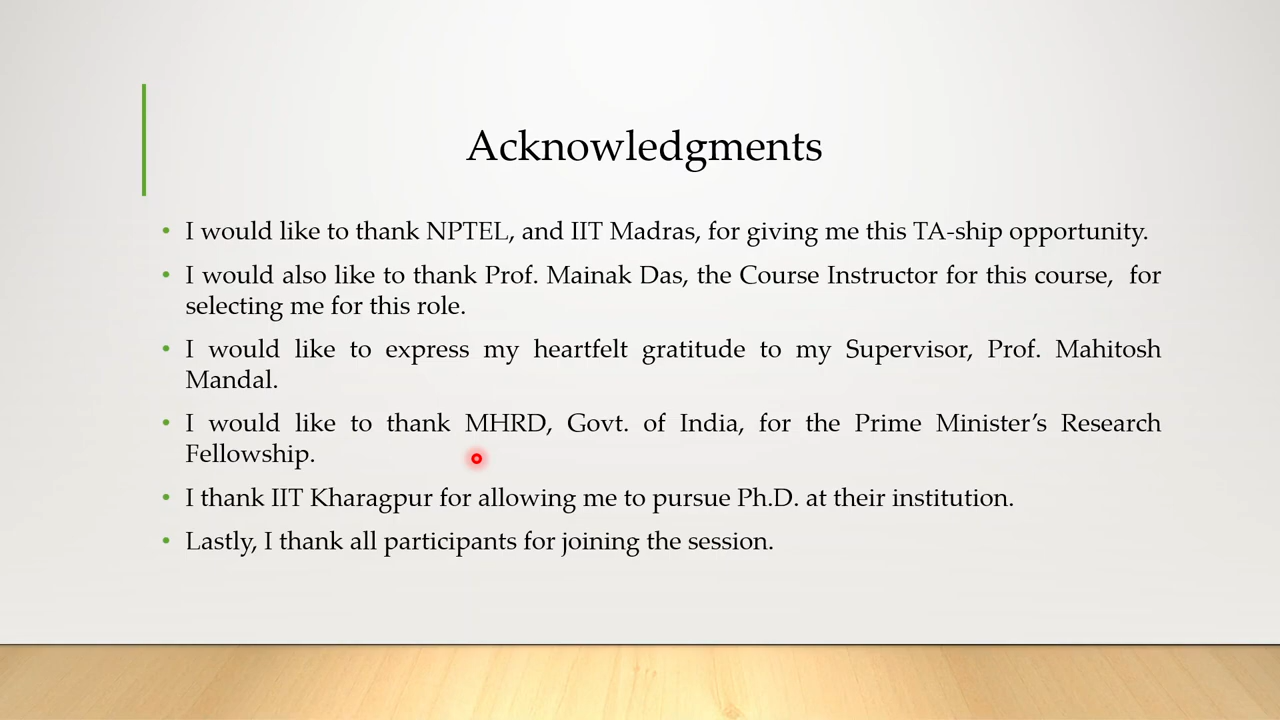 Acknowledgments
• I would like to thank NPTEL, and IIT Madras, for giving me this TA-ship opportunity.
• I would also like to thank Prof. Mainak Das, the Course Instructor for this course,  for
selecting me for this role.
• I would like to express my heartfelt gratitude to my Supervisor, Prof. Mahitosh
Mandal.
• I would like to thank MHRD, Govt. of India, for the Prime Minister’s Research
Fellowship.
• I thank IIT Kharagpur for allowing me to pursue Ph.D. at their institution.
• Lastly, I thank all participants for joining the session.